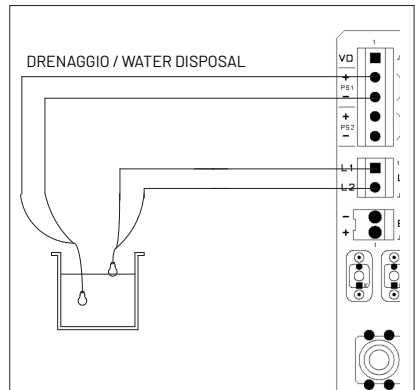 DRENAGGIO / WATER DISPOSAL
1
VD
+
PS1
-
+
PS2
-
L1
L2
-
+
1